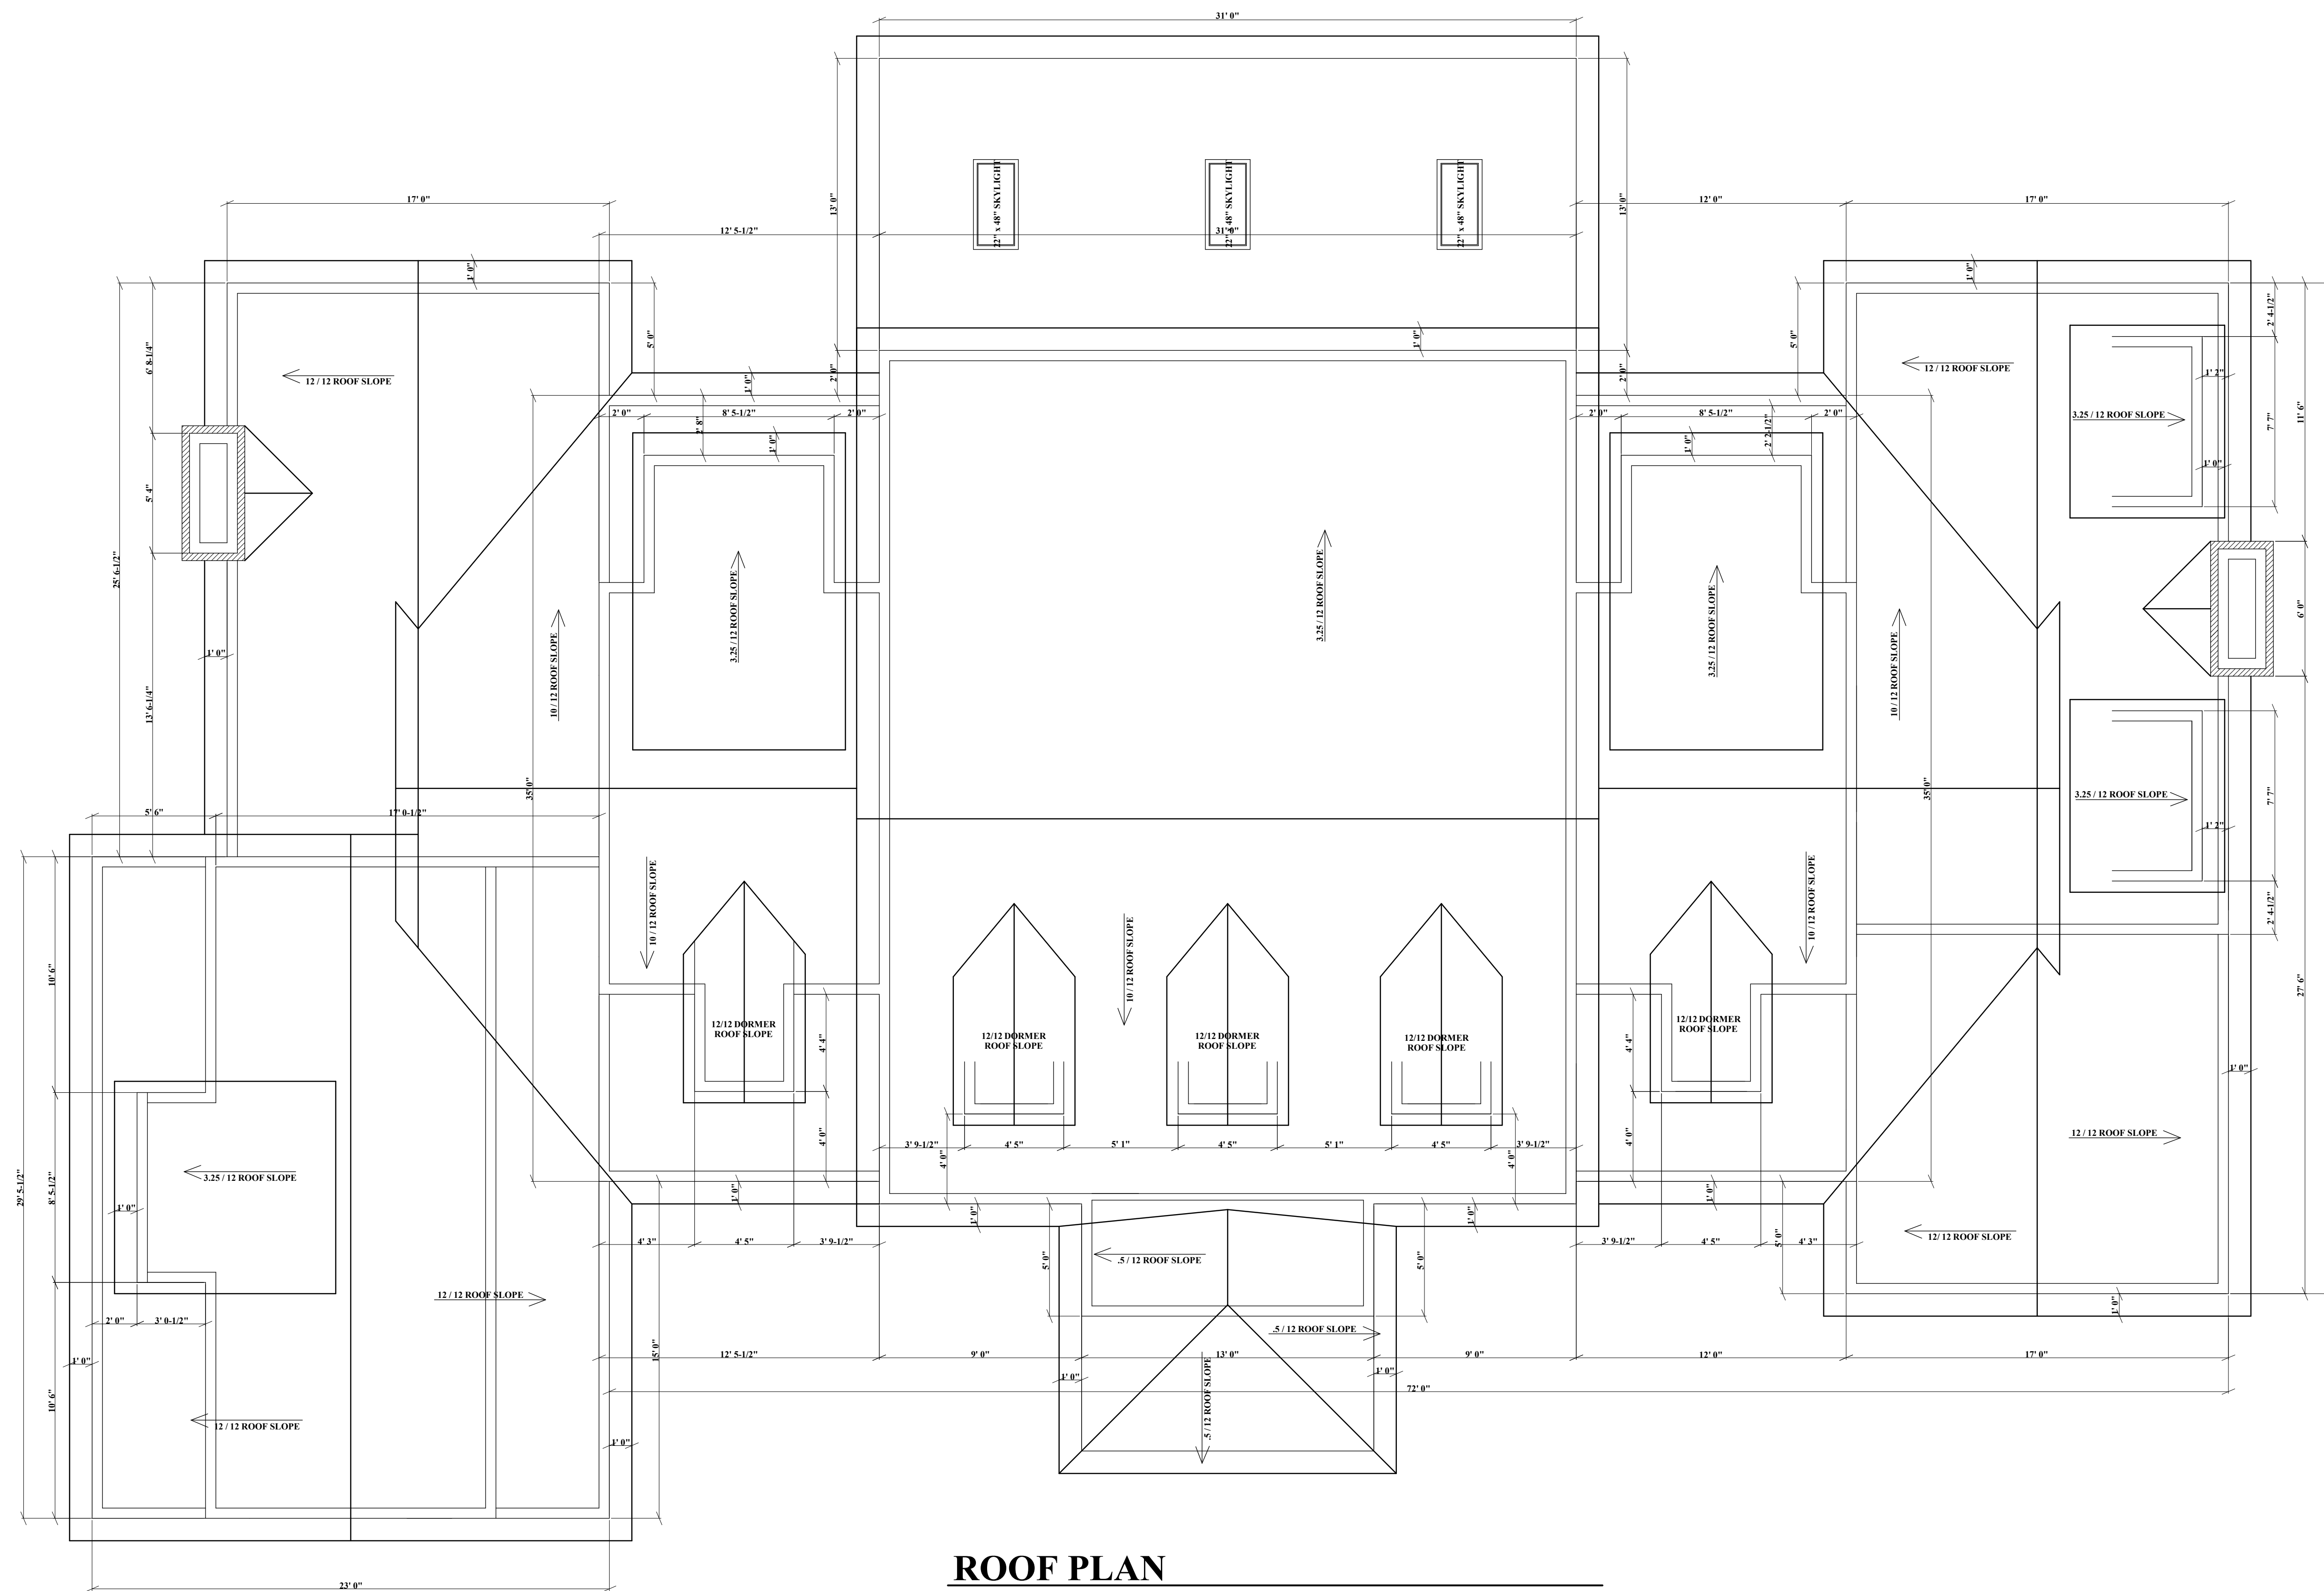 31' 0"
13' 0"
13' 0"
22" x 48" SKYLIGHT
22" x 48" SKYLIGHT
22" x 48" SKYLIGHT
17' 0"
12' 0"
17' 0"
12' 5-1/2"
31' 0"
1' 0"
1' 0"
2' 4-1/2"
6' 8-1/4"
5' 0"
1' 0"
5' 0"
12 / 12 ROOF SLOPE
12 / 12 ROOF SLOPE
1' 0"
2' 0"
2' 0"
1' 2"
2' 0"
8' 5-1/2"
2' 0"
2' 0"
8' 5-1/2"
2' 0"
3.25 / 12 ROOF SLOPE
7' 7"
11' 6"
2' 8"
1' 0"
1' 0"
2' 2-1/2"
1' 0"
5' 4"
25' 6-1/2"
3.25 / 12 ROOF SLOPE
3.25 / 12 ROOF SLOPE
3.25 / 12 ROOF SLOPE
6' 0"
10 / 12 ROOF SLOPE
10 / 12 ROOF SLOPE
1' 0"
13' 6-1/4"
35' 0"
35' 0"
3.25 / 12 ROOF SLOPE
7' 7"
5' 6"
17' 0-1/2"
1' 2"
10 / 12 ROOF SLOPE
10 / 12 ROOF SLOPE
10 / 12 ROOF SLOPE
2' 4-1/2"
10' 6"
27' 6"
12/12 DORMER
ROOF SLOPE
12/12 DORMER
ROOF SLOPE
12/12 DORMER
ROOF SLOPE
12/12 DORMER
ROOF SLOPE
12/12 DORMER
ROOF SLOPE
4' 4"
4' 4"
1' 0"
4' 0"
4' 0"
12 / 12 ROOF SLOPE
3' 9-1/2"
4' 5"
5' 1"
4' 5"
5' 1"
4' 5"
3' 9-1/2"
4' 0"
4' 0"
3.25 / 12 ROOF SLOPE
29' 5-1/2"
8' 5-1/2"
1' 0"
1' 0"
1' 0"
1' 0"
1' 0"
12/ 12 ROOF SLOPE
4' 3"
4' 5"
3' 9-1/2"
3' 9-1/2"
4' 5"
5' 0"
4' 3"
5' 0"
.5 / 12 ROOF SLOPE
5' 0"
12 / 12 ROOF SLOPE
1' 0"
2' 0"
3' 0-1/2"
.5 / 12 ROOF SLOPE
1' 0"
15' 0"
12' 5-1/2"
9' 0"
13' 0"
9' 0"
12' 0"
17' 0"
1' 0"
1' 0"
72' 0"
10' 6"
.5 / 12 ROOF SLOPE
12 / 12 ROOF SLOPE
1' 0"
ROOF PLAN
23' 0"